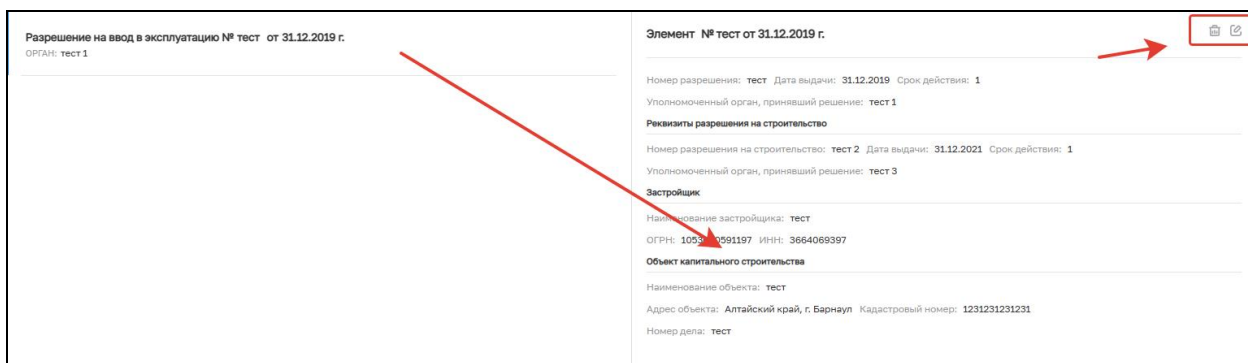 Разрешение на ввод в эксплуатацию № тест от 31.12.2019 г.
ОРГАН: тест 1
Элемент № тест от 31.12.2019 г.
Номер разрешения: тест Дата выдачи: 31.12.2019 Срок действия: 1
Уполномоченный орган, принявший решение: тест 1
Реквизиты разрешения на строительство
Номер разрешения на строительство: тест 2 Дата выдачи: 31.12.2021 Срок действия: 1
Уполномоченный орган, принявший решение: тест 3
Застройщик
Наименование застройщика: тест
ОГРН: ИНН: 3664069397
Объект капитального строительства
Наименование объекта: тест
Адрес объекта: Алтайский край, г. Барнаул Кадастровый номер: 1231231231231
Номер дела: тест